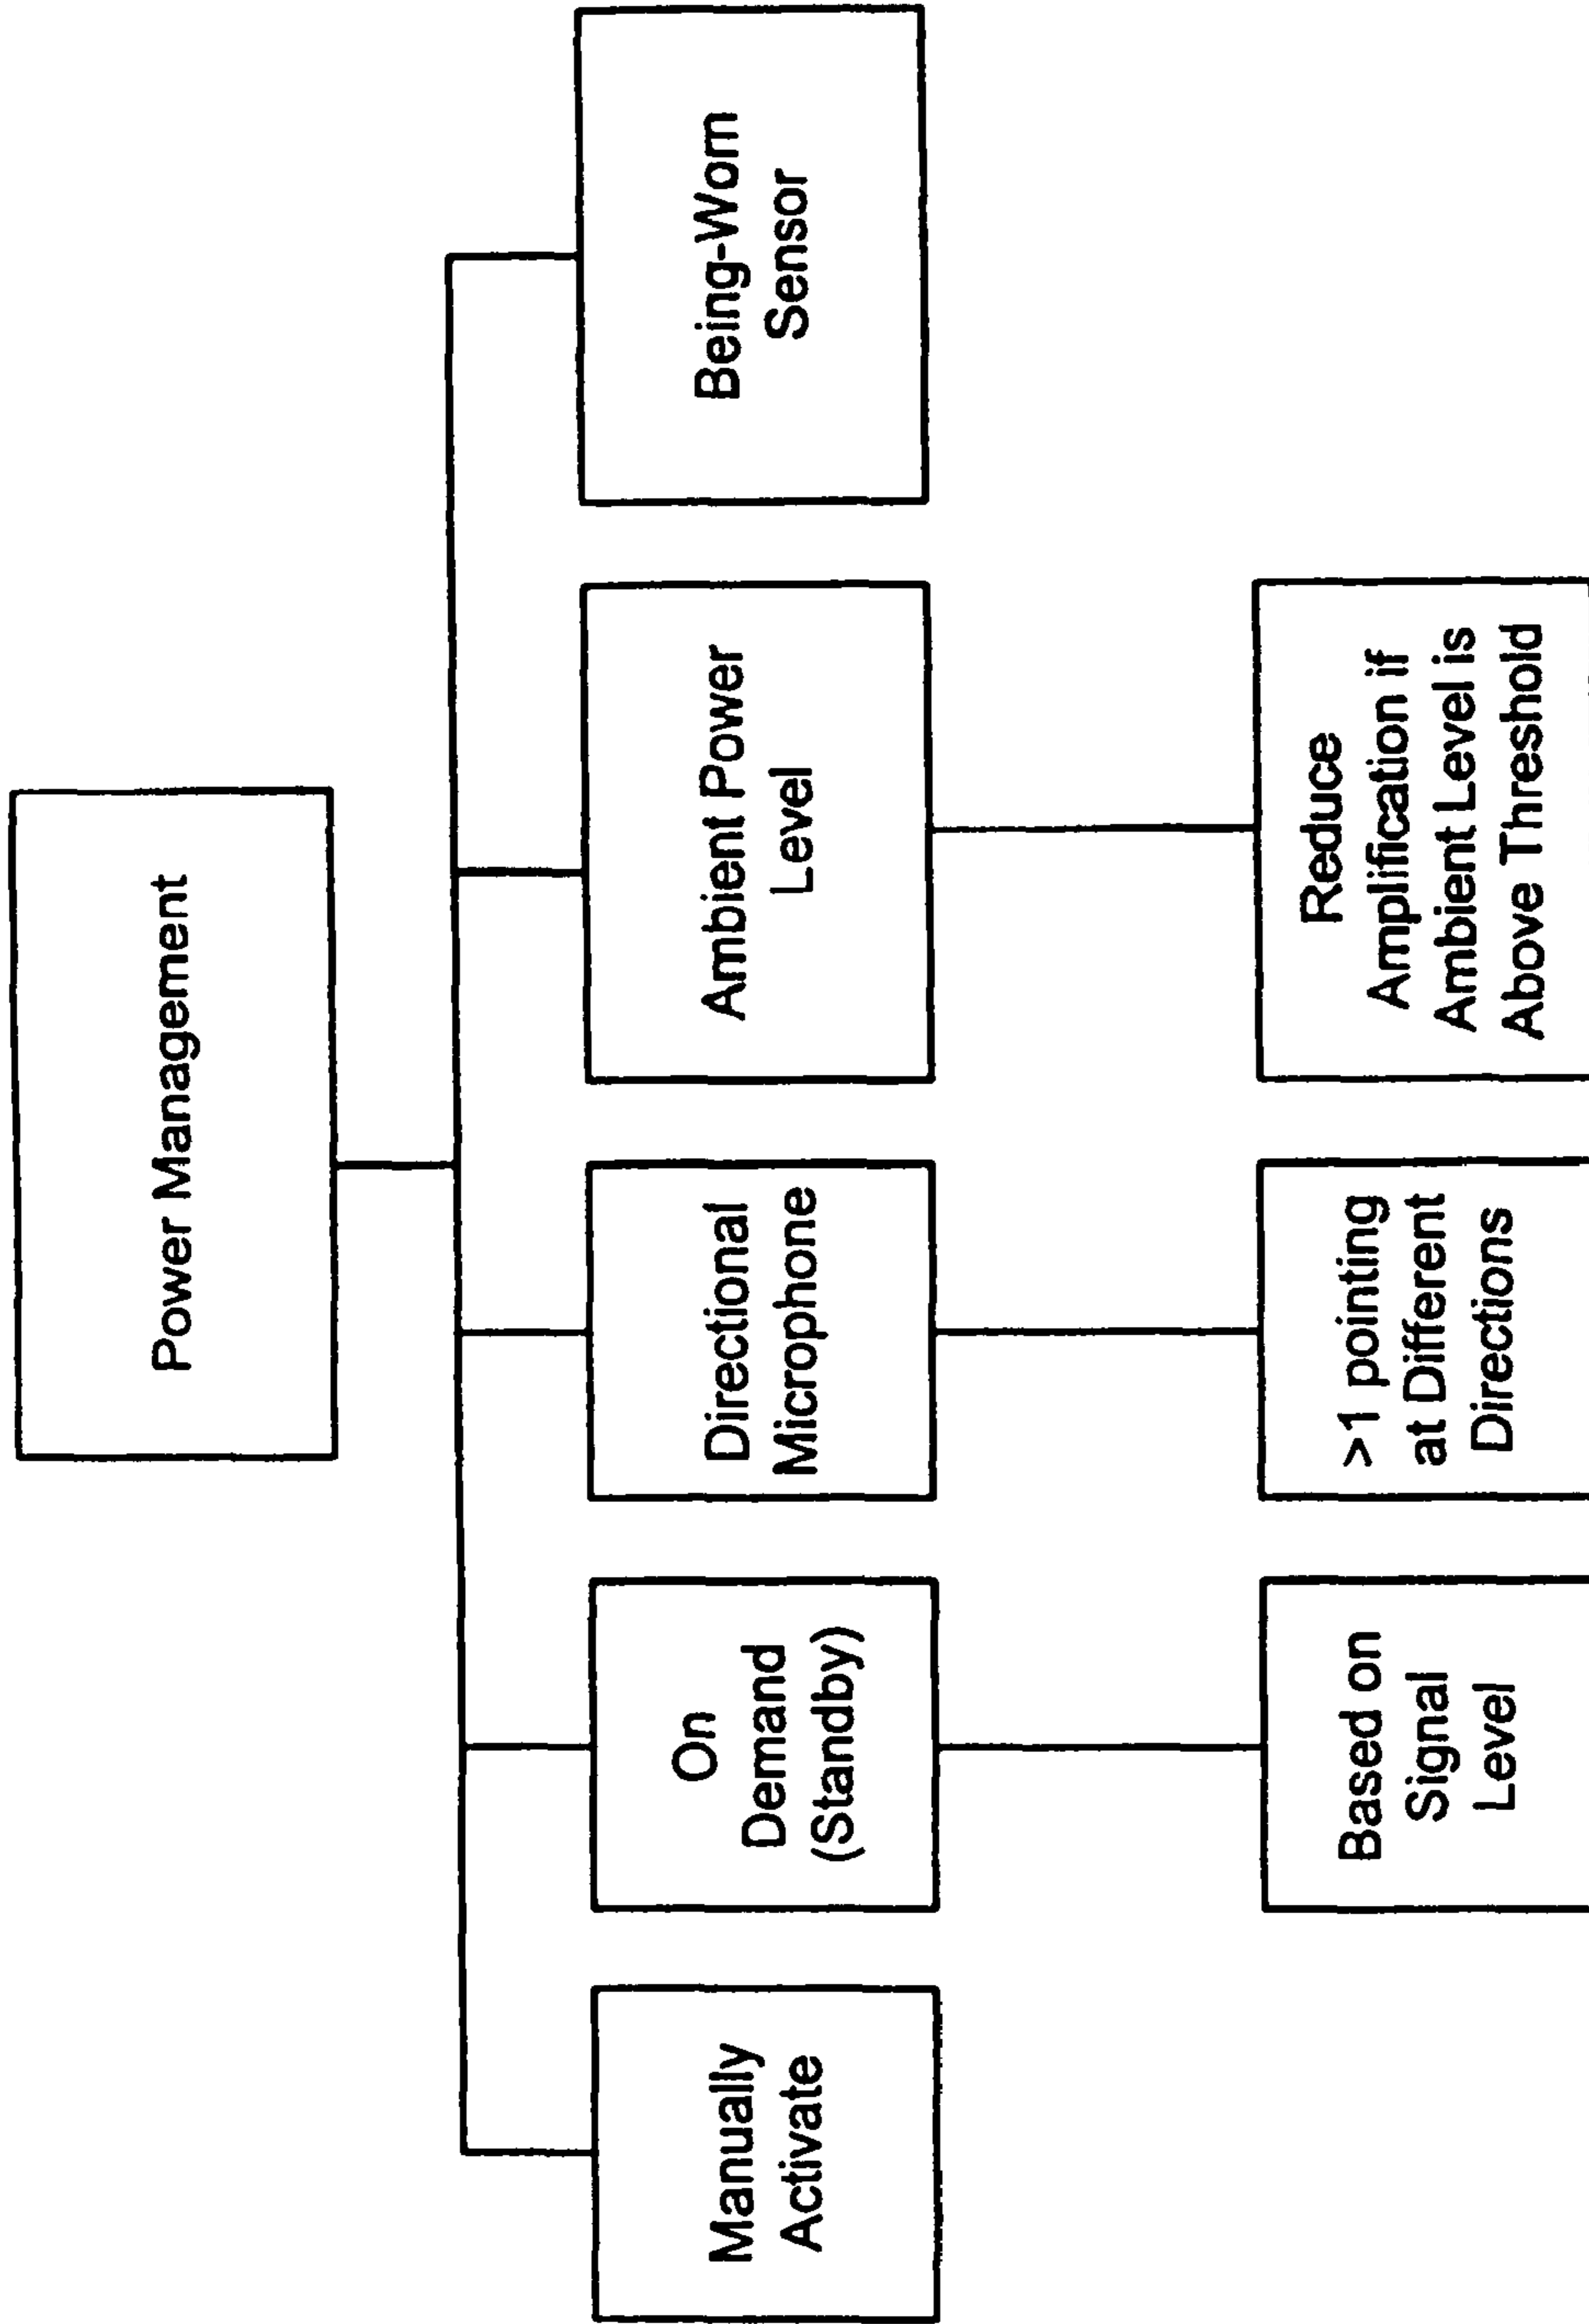 Power Management
Manually
Activate
On
Demand
(Standby)
Directional
Microphone
Ambient Power
Level
Being-Worn
Sensor
Based on
Signal
Level
>1 pointing
at Different
Directions
Reduce
Amplification if
Ambient Level is
Above Threshold